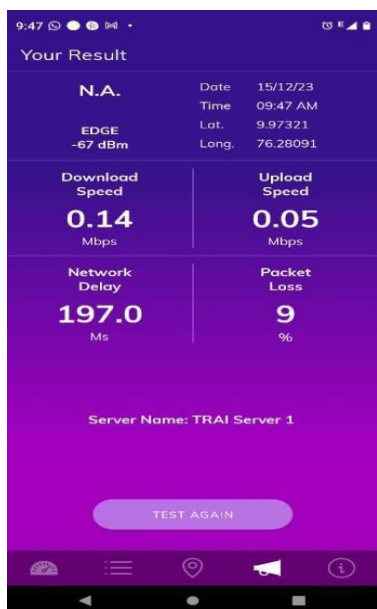 9:47
E
Your Result
N.A.
EDGE
-67 dBm
Date 15/12/23
Time 09:47 AM
Lat. 9.97321
Long. 76.28091
Download
Speed
0.14
Mbps
Upload
Speed
0.05
Mbps
Network
Delay
197.0
Ms
Packet
Loss
9
%
Server Name: TRAI Server 1
TEST AGAIN